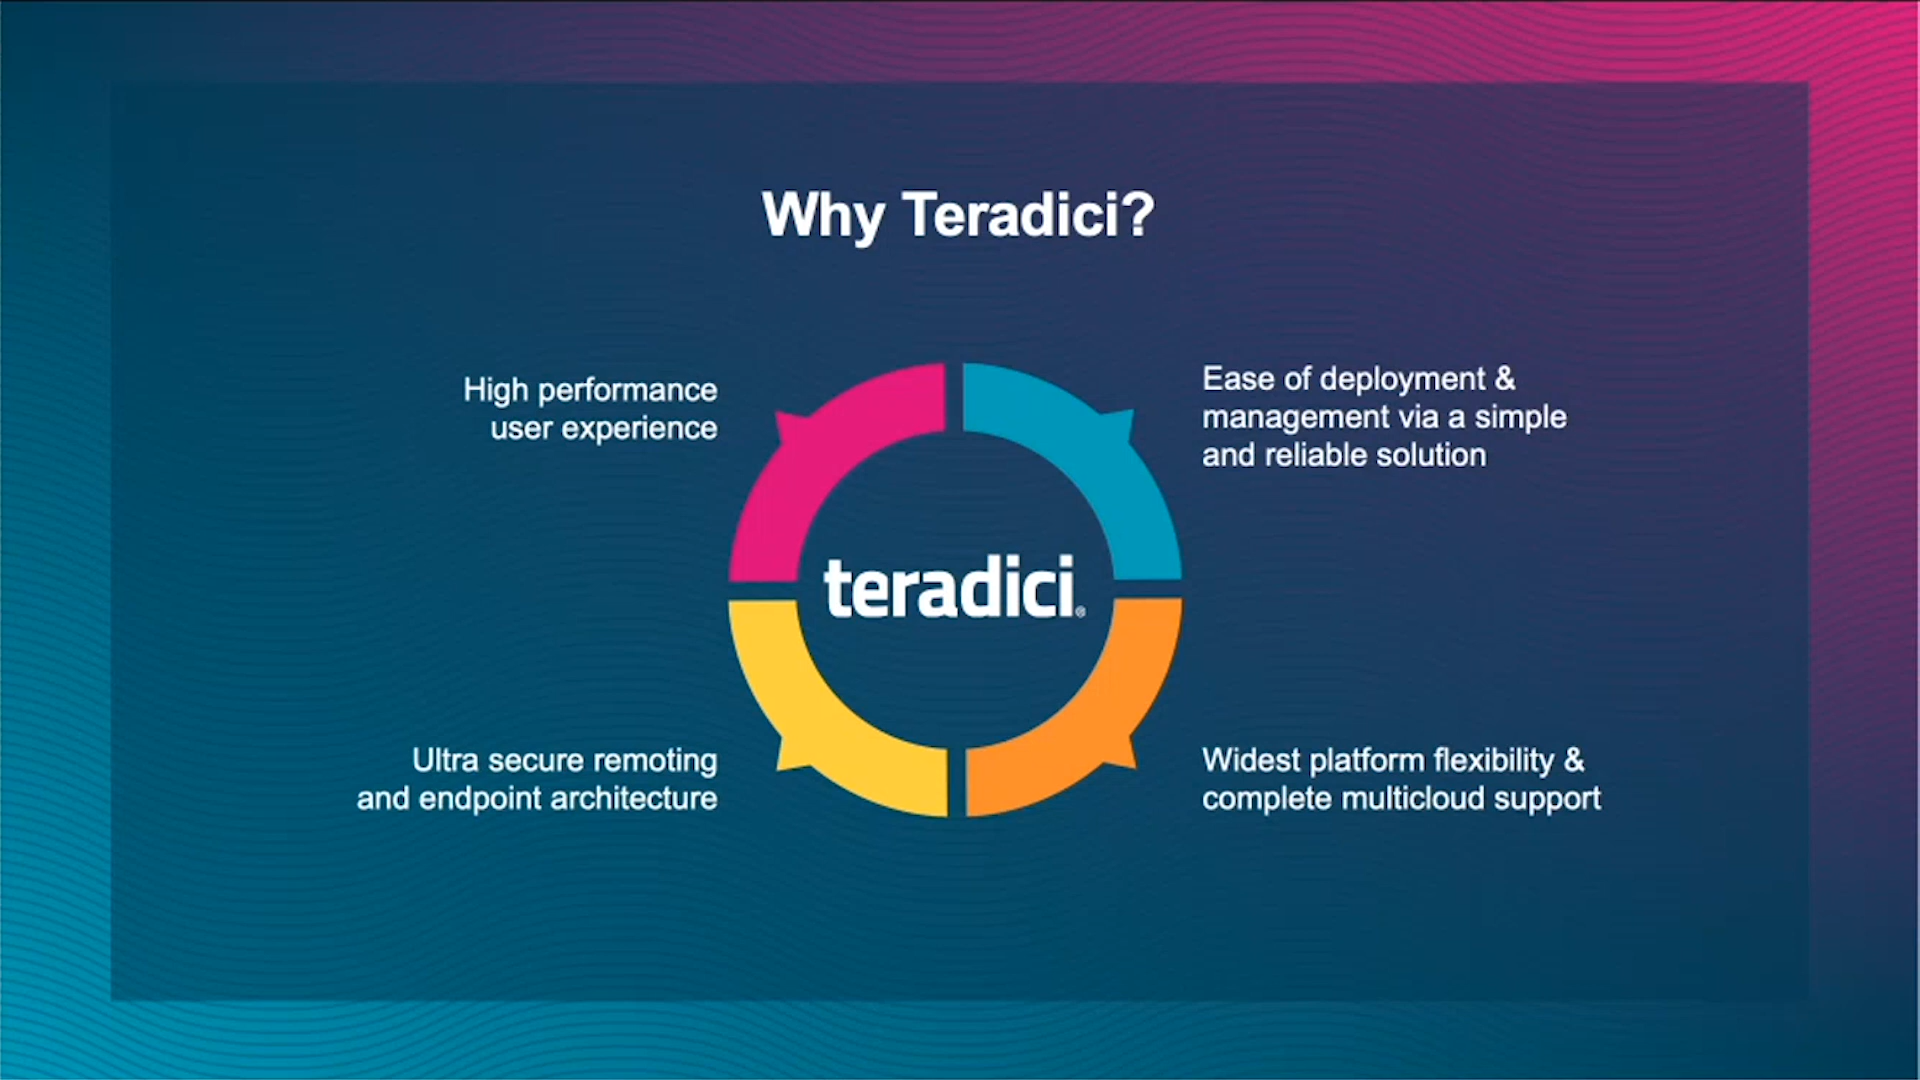 Why Teradici?
High performance
user experience
Ease of deployment &
management via a simple
and reliable solution
teradici®
Ultra secure remoting
and endpoint architecture
Widest platform flexibility &
complete multicloud support